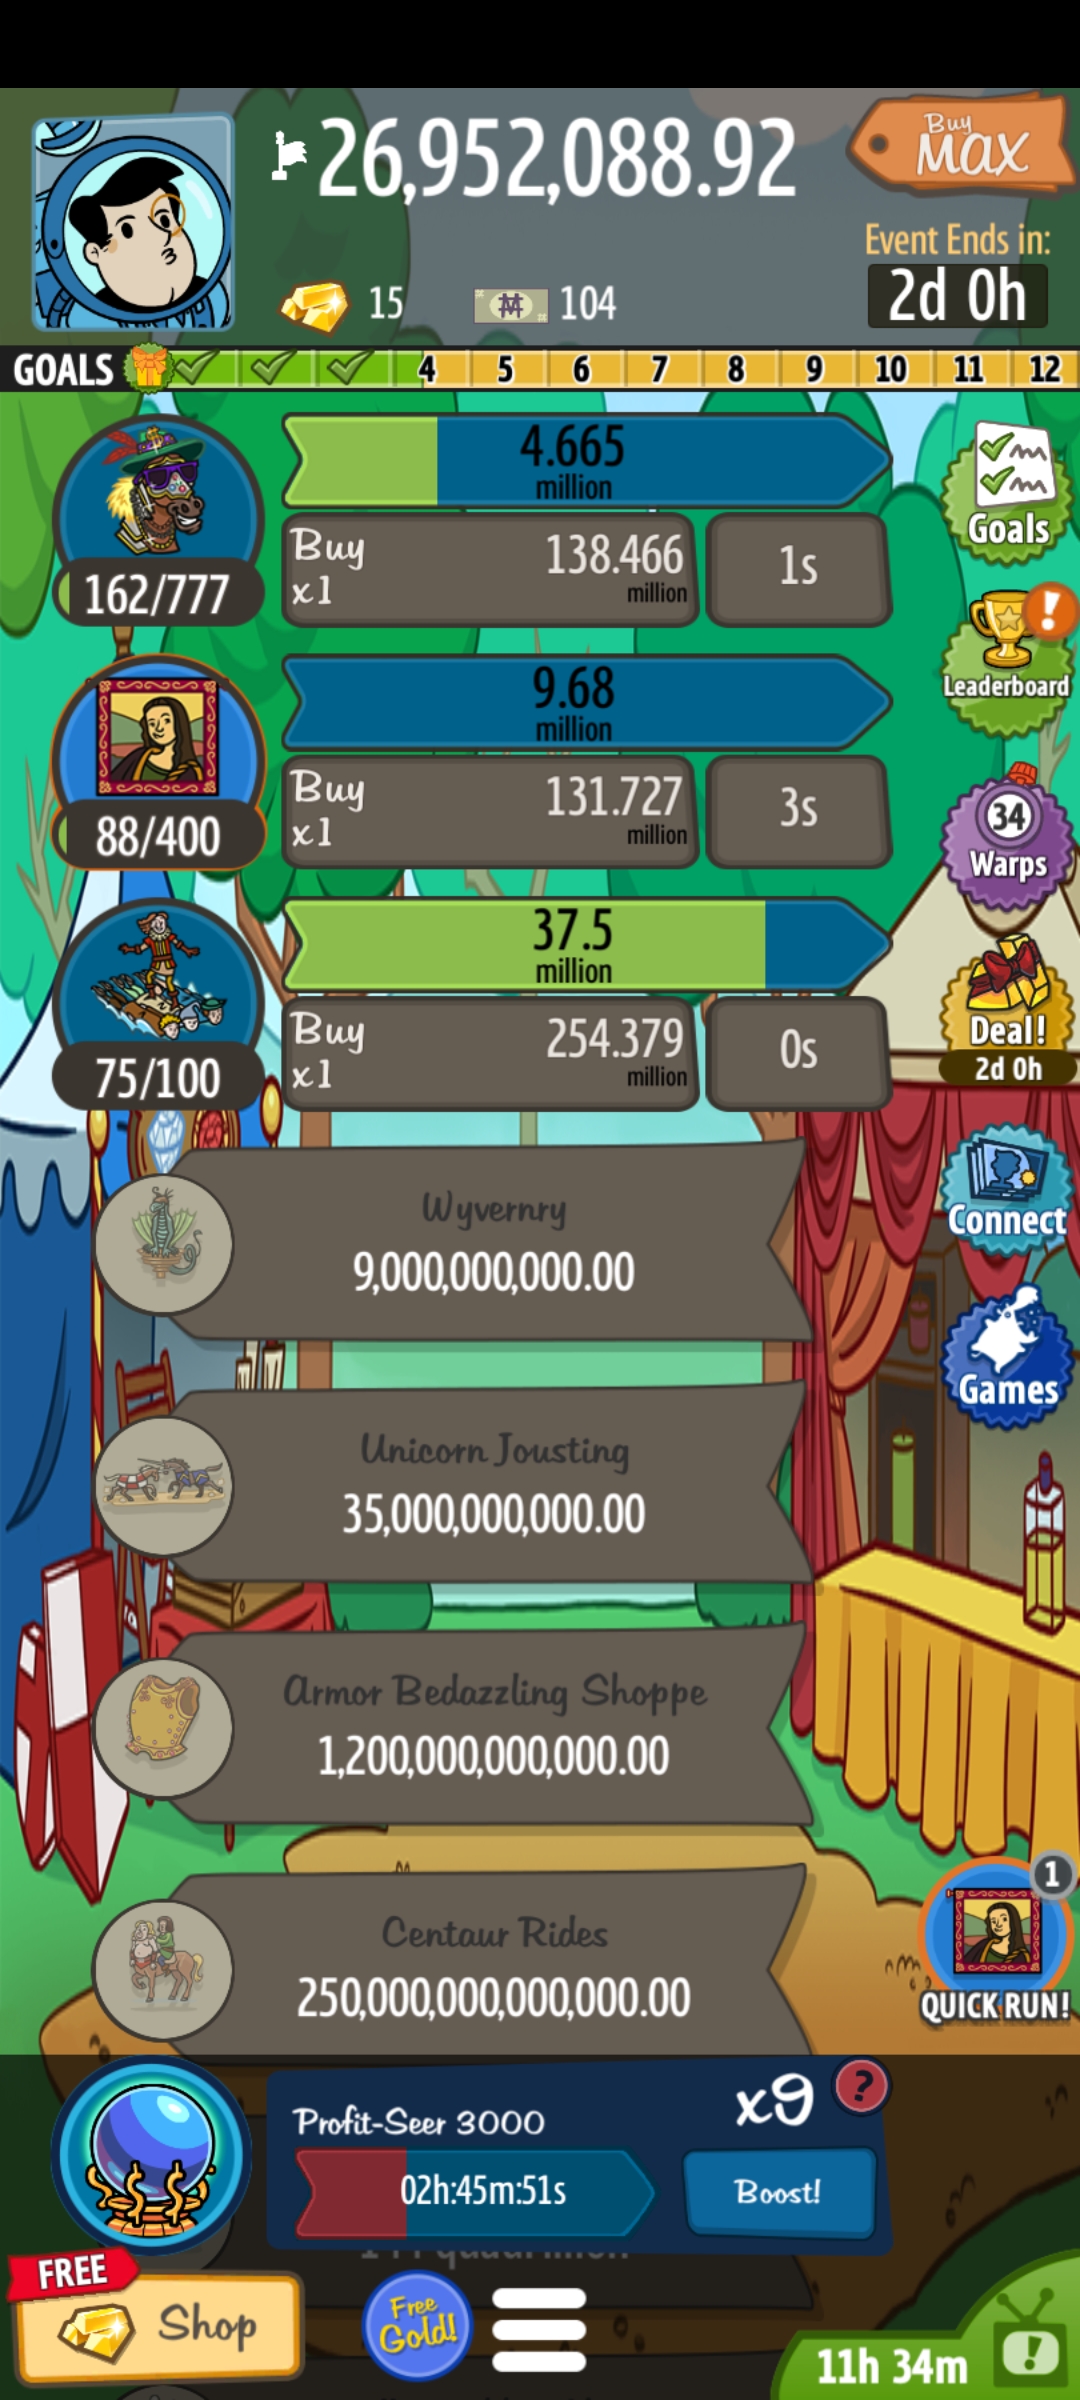 26,952,088.92
Buy
MAX
Event Ends in:
2d 0h
15
104
GOALS
4 5 6 7 8 9 10 11 12
4.665
million
Buy
x1
138.466
million
1s
162/777
Goals
Leaderboard
9.68
million
Buy
x1
131.727
million
3s
88/400
34
Warps
37.5
million
Buy
x1
254.379
million
0s
75/100
Deal!
2d 0h
Wyvernry
9,000,000,000.00
Connect
Games
Unicorn Jousting
35,000,000,000.00
Armor Bedazzling Shoppe
1,200,000,000,000.00
Centaur Rides
250,000,000,000,000.00
1
QUICK RUN!
Profit-Seer 3000
x9
?
02h:45m:51s
Boost!
FREE
Shop
Free
Gold!
11h 34m